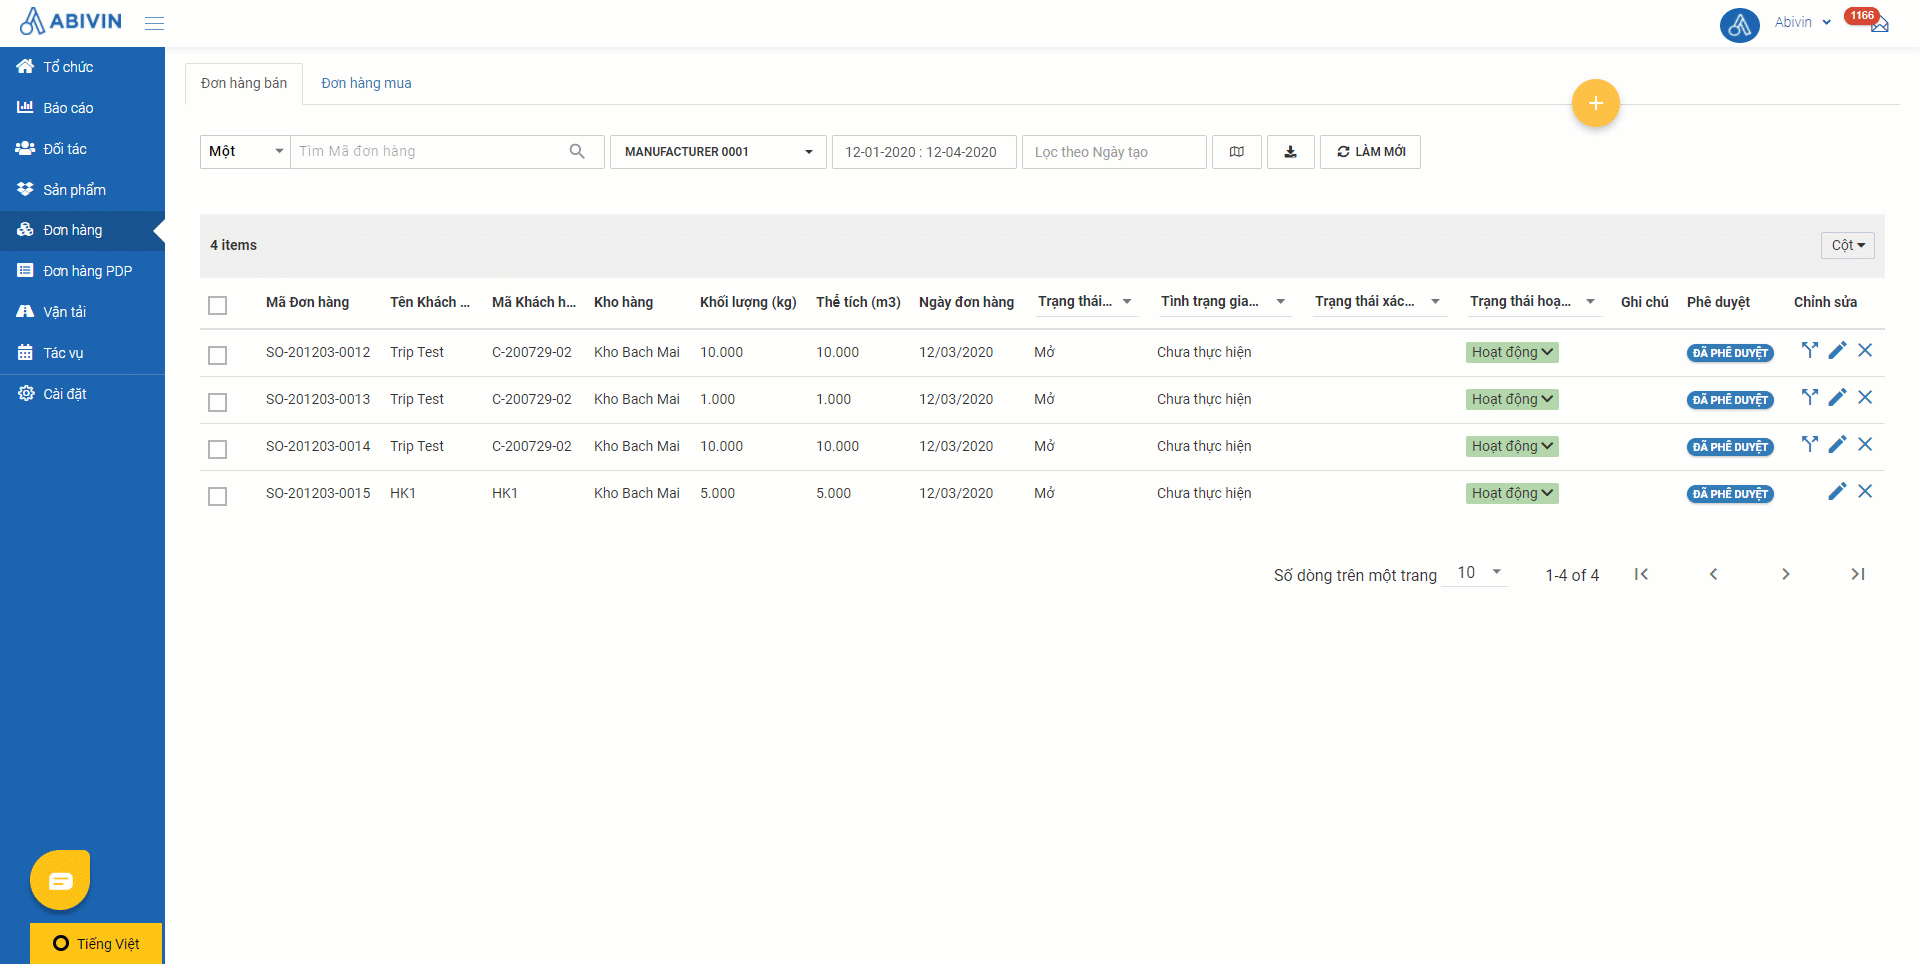 ABIVIN
Abivin
1166
Tổ chức
Báo cáo
Đối tác
Sản phẩm
Đơn hàng
Đơn hàng PDP
Vận tải
Tác vụ
Cài đặt
Tiếng Việt
Đơn hàng bán Đơn hàng mua
+
Một Tìm Mã đơn hàng MANUFACTURER 0001 12-01-2020 : 12-04-2020 Lọc theo Ngày tạo LÀM MỚI
4 items Cột
Mã Đơn hàng Tên Khách ... Mã Khách h... Kho hàng Khối lượng (kg) Thể tích (m3) Ngày đơn hàng Trạng thái... Tình trạng gia... Trạng thái xác... Trạng thái hoạ... Ghi chú Phê duyệt Chỉnh sửa
SO-201203-0012 Trip Test C-200729-02 Kho Bach Mai 10.000 10.000 12/03/2020 Mở Chưa thực hiện Hoạt động ĐÃ PHÊ DUYỆT
SO-201203-0013 Trip Test C-200729-02 Kho Bach Mai 1.000 1.000 12/03/2020 Mở Chưa thực hiện Hoạt động ĐÃ PHÊ DUYỆT
SO-201203-0014 Trip Test C-200729-02 Kho Bach Mai 10.000 10.000 12/03/2020 Mở Chưa thực hiện Hoạt động ĐÃ PHÊ DUYỆT
SO-201203-0015 HK1 HK1 Kho Bach Mai 5.000 5.000 12/03/2020 Mở Chưa thực hiện Hoạt động ĐÃ PHÊ DUYỆT
Số dòng trên một trang 10 1-4 of 4